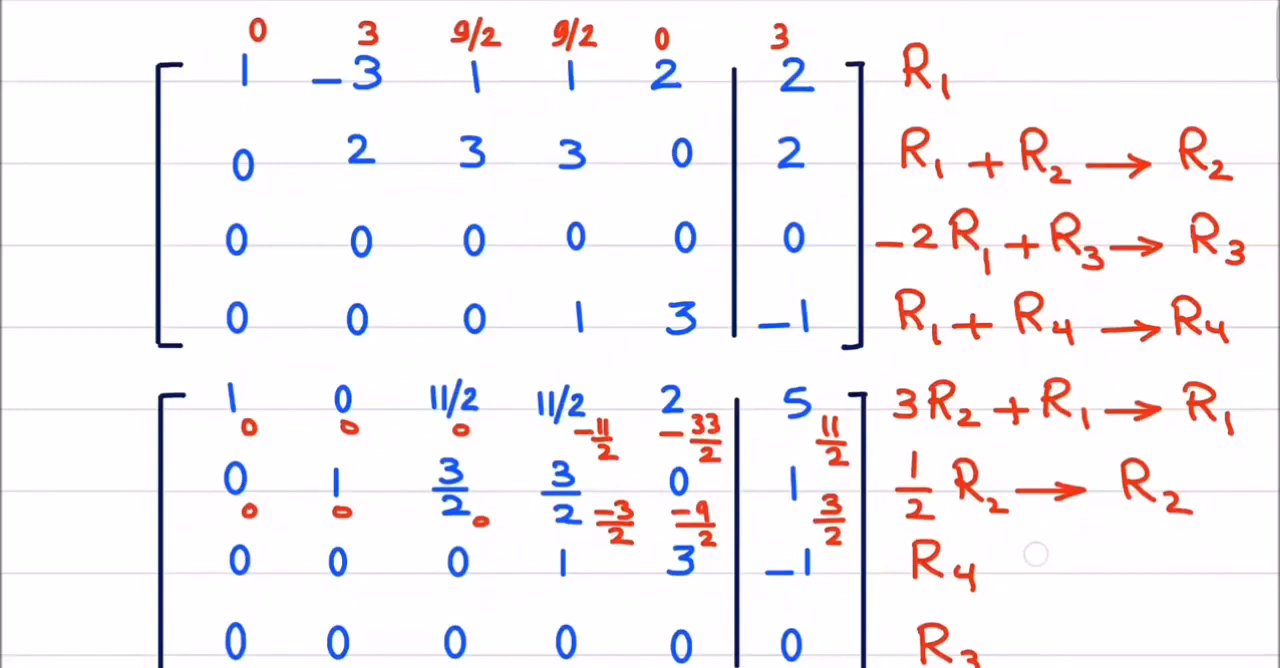 0 3 9/2 9/2 0 3
1 -3 1 1 2 2 R₁
0 2 3 3 0 2 R₁ + R₂ → R₂
0 0 0 0 0 0 -2R₁ + R₃ → R₃
0 0 0 1 3 -1 R₁ + R₄ → R₄
1 0 11/2 11/2 2 5 3R₂ + R₁ → R₁
0 0 0 -11/2 -33/2 11/2
0 1 3/2 3/2 0 1 1/2 R₂ → R₂
0 0 0 -3/2 -9/2 3/2
0 0 0 1 3 -1 R₄
0 0 0 0 0 0 R₃